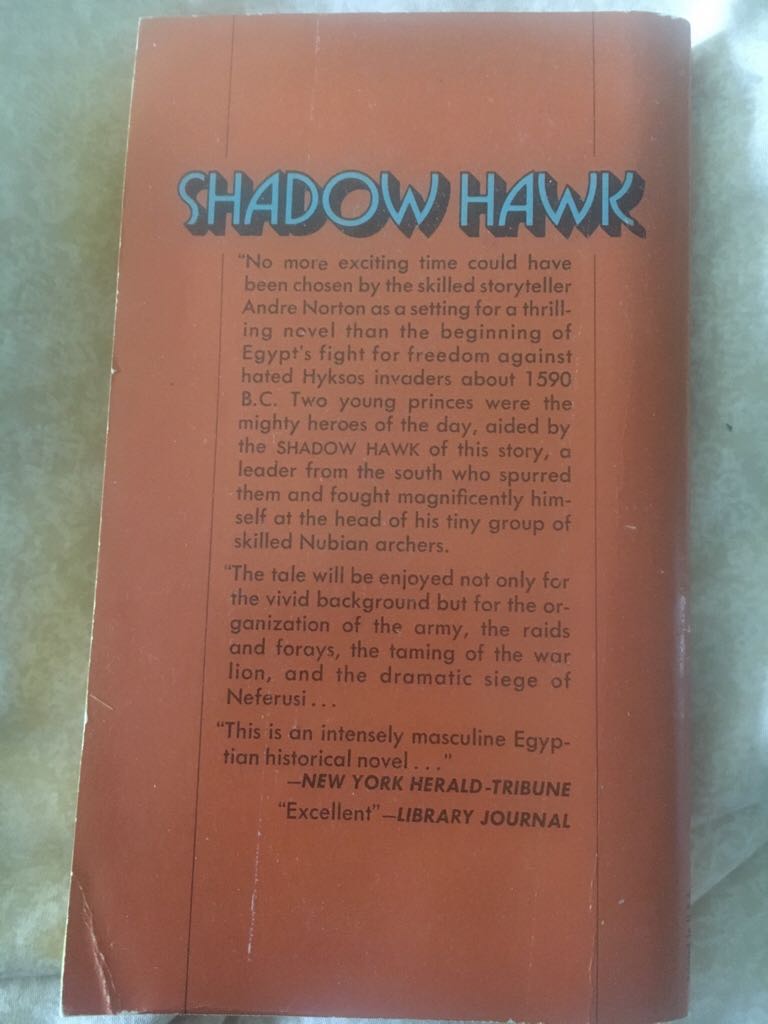 SHADOW HAWK
"No more exciting time could have
been chosen by the skilled storyteller
Andre Norton as a setting for a thrill-
ing novel than the beginning of
Egypt's fight for freedom against
hated Hyksos invaders about 1590
B.C. Two young princes were the
mighty heroes of the day, aided by
the SHADOW HAWK of this story, a
leader from the south who spurred
them and fought magnificently him-
self at the head of his tiny group of
skilled Nubian archers.
"The tale will be enjoyed not only for
the vivid background but for the or-
ganization of the army, the raids
and forays, the taming of the war
lion, and the dramatic siege of
Neferusi...
"This is an intensely masculine Egyp-
tian historical novel..."
—NEW YORK HERALD-TRIBUNE
"Excellent"—LIBRARY JOURNAL